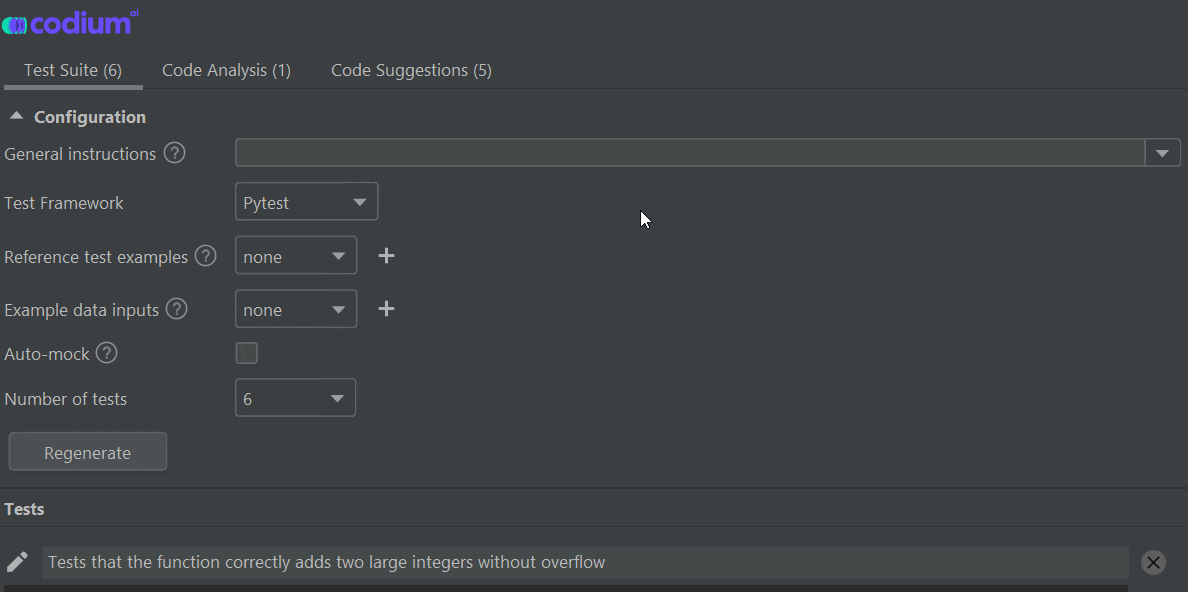 codium ai
Test Suite (6) Code Analysis (1) Code Suggestions (5)
Configuration
General instructions ?
Test Framework Pytest
Reference test examples ? none +
Example data inputs ? none +
Auto-mock ?
Number of tests 6
Regenerate
Tests
Tests that the function correctly adds two large integers without overflow